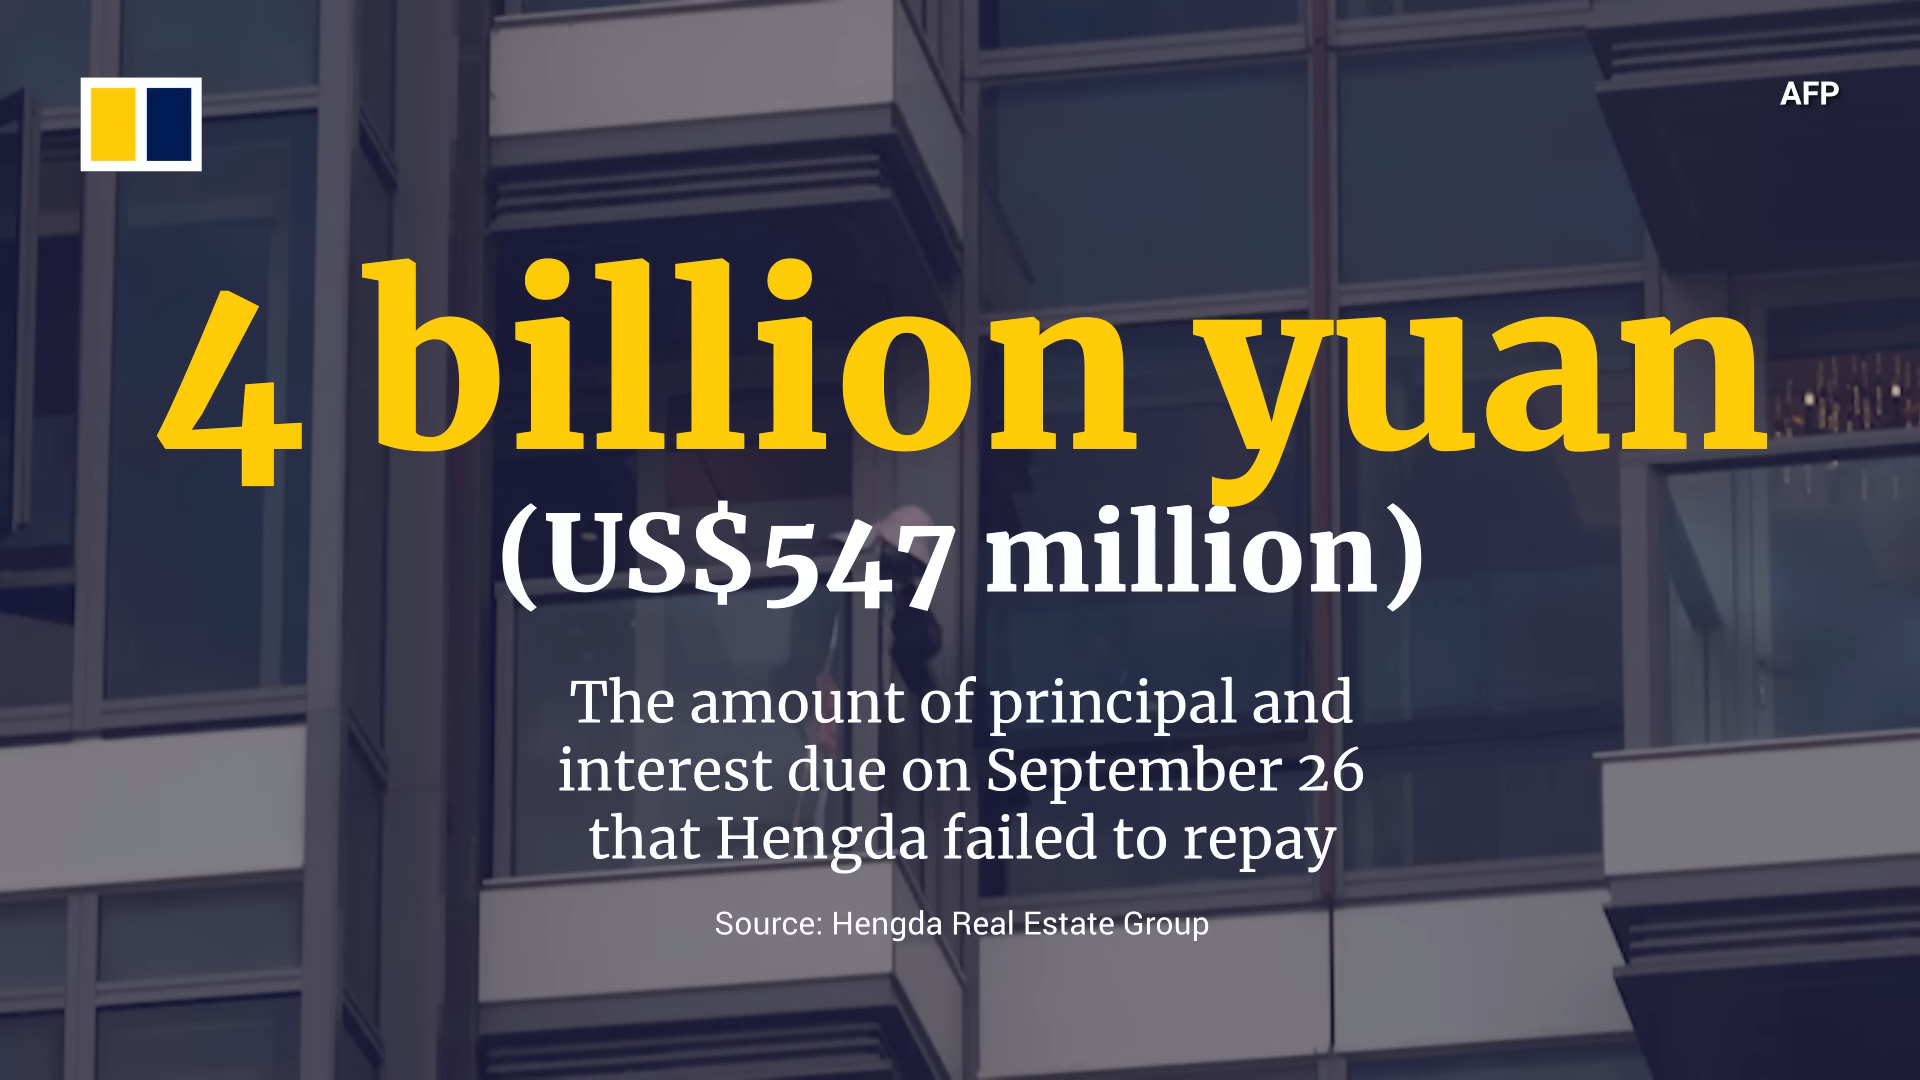 AFP
4 billion yuan
(US$547 million)
The amount of principal and
interest due on September 26
that Hengda failed to repay
Source: Hengda Real Estate Group